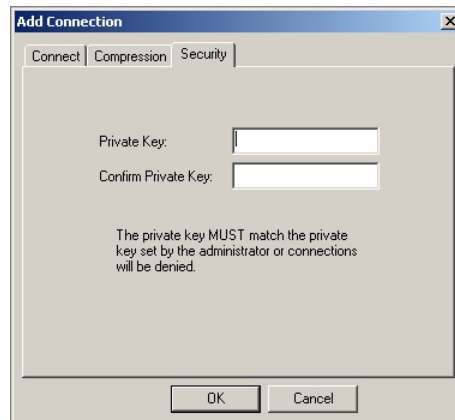 Add Connection
Connect Compression Security
Private Key:
Confirm Private Key:
The private key MUST match the private
key set by the administrator or connections
will be denied.
OK Cancel